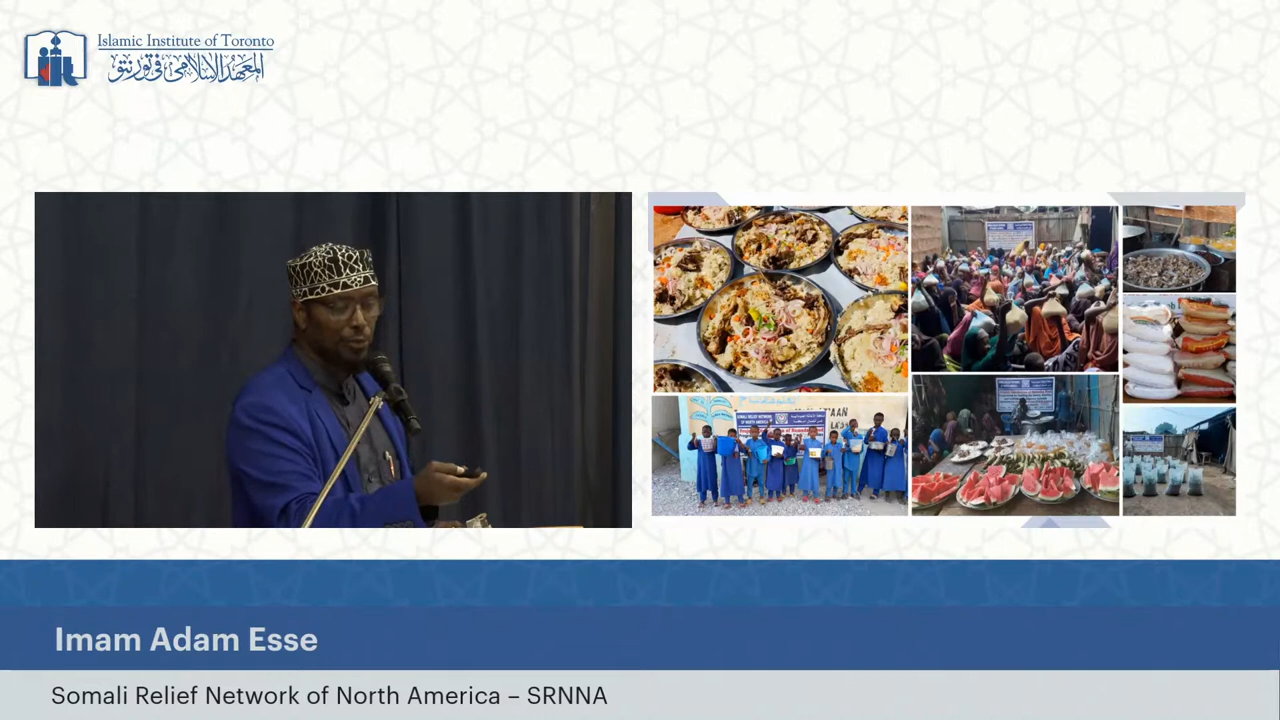 Islamic Institute of Toronto
المعهد الإسلامي في تورنتو
SOMALI RELIEF NETWORK
OF NORTH AMERICA
Imam Adam Esse
Somali Relief Network of North America – SRNNA